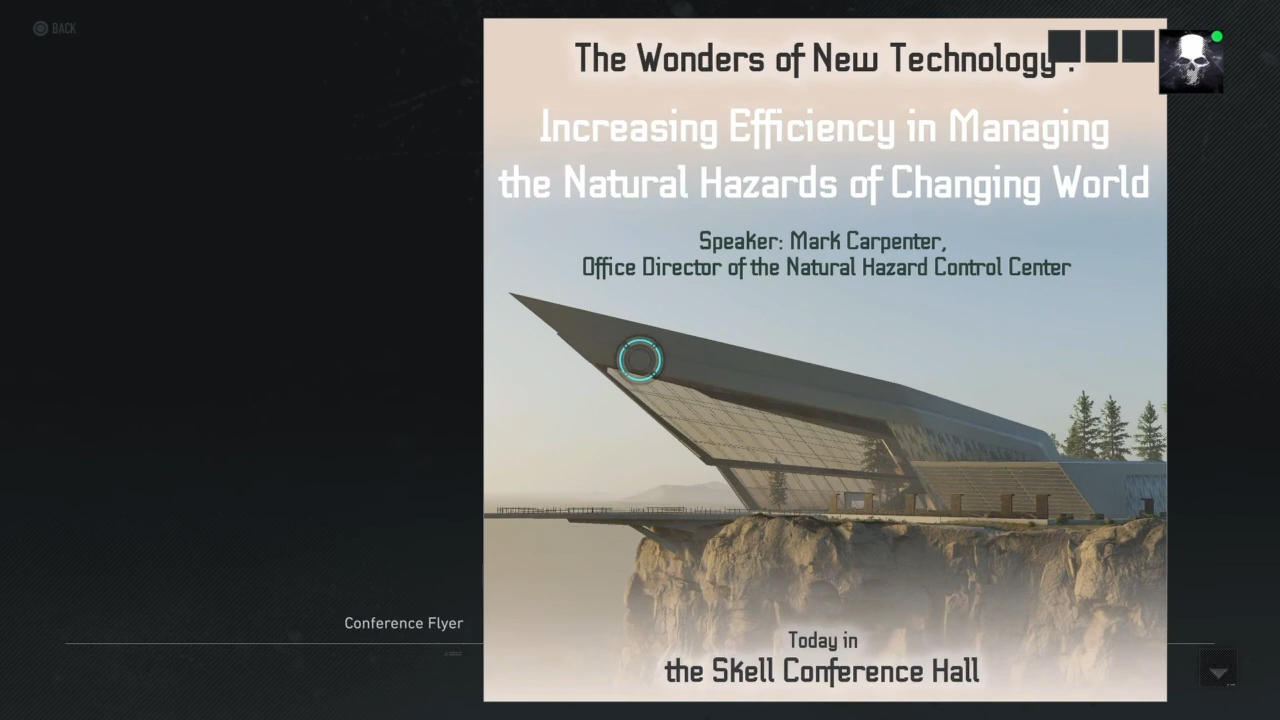 BACK
The Wonders of New Technology :
Increasing Efficiency in Managing
the Natural Hazards of Changing World
Speaker: Mark Carpenter,
Office Director of the Natural Hazard Control Center
Conference Flyer
Today in
the Skell Conference Hall